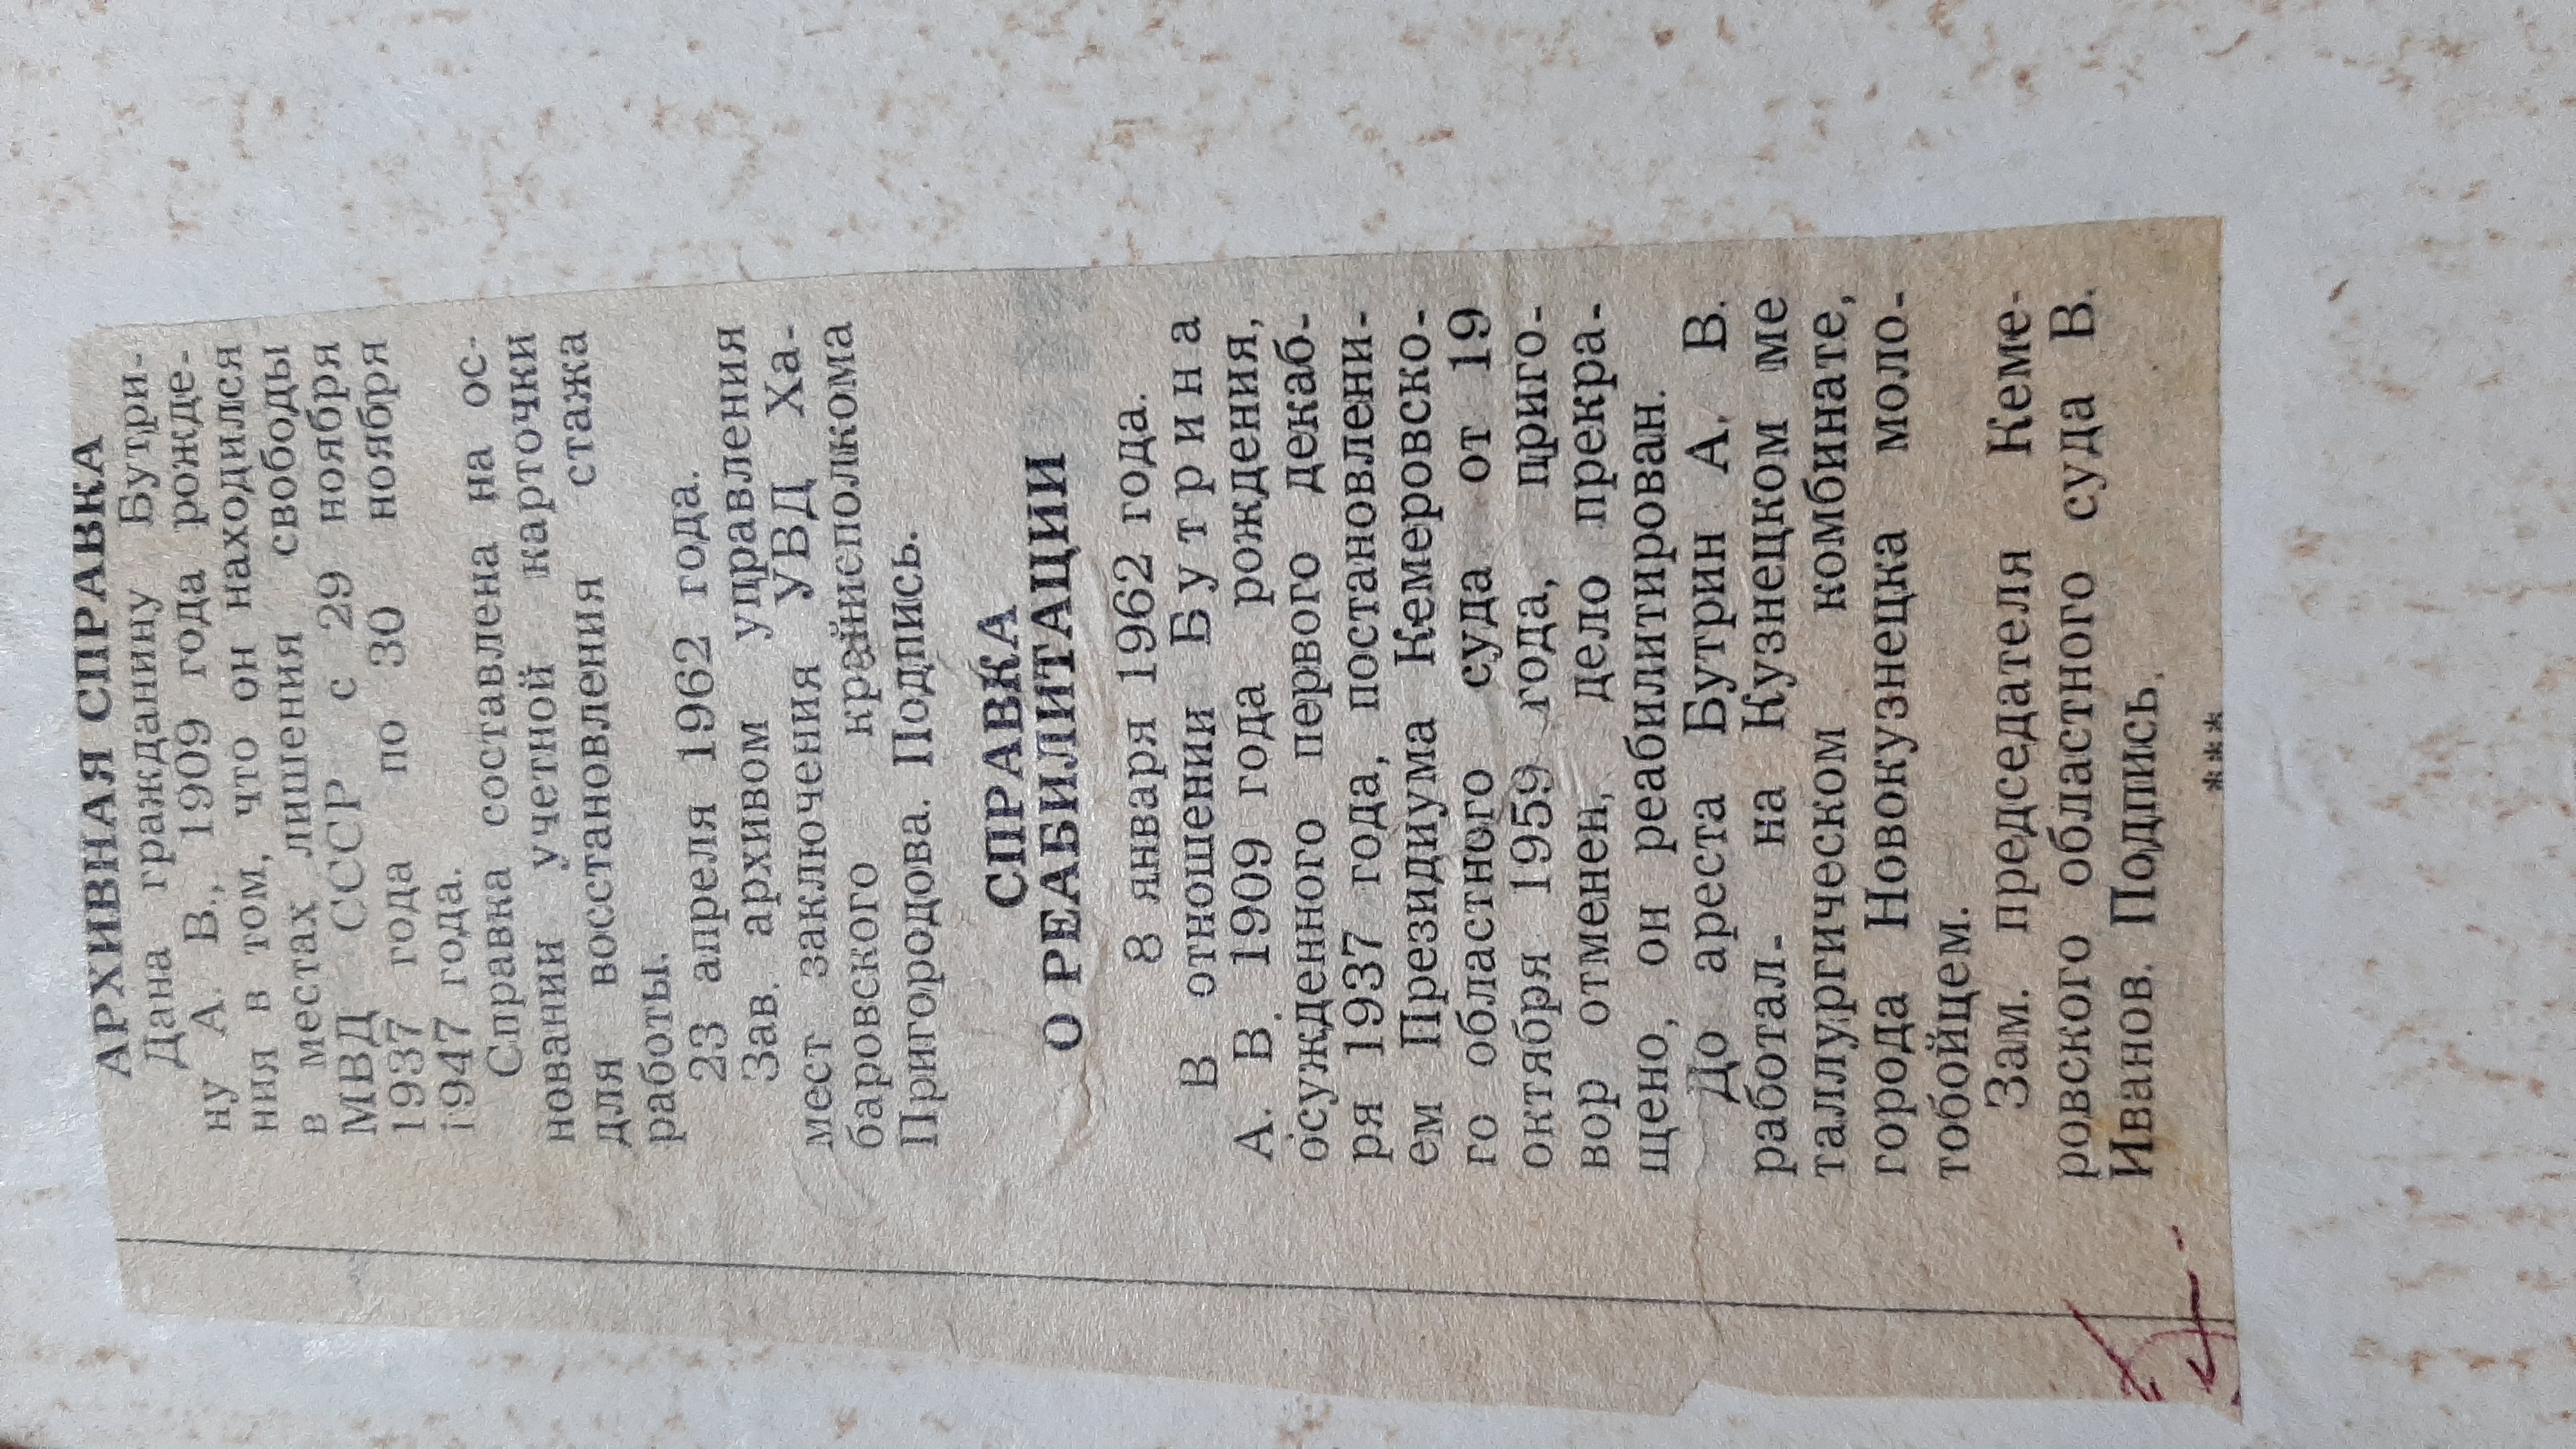 АРХИВНАЯ СПРАВКА
Дана гражданину Бутри-
ну А. В., 1909 года рожде-
ния в том, что он находился
в местах лишения свободы
МВД СССР с 29 ноября
1937 года по 30 ноября
1947 года.
Справка составлена на ос-
новании учетной карточки
для восстановления стажа
работы.
23 апреля 1962 года.
Зав. архивом управления
мест заключения УВД Ха-
баровского крайисполкома
Пригородова. Подпись.
СПРАВКА
О РЕАБИЛИТАЦИИ
8 января 1962 года.
В отношении Бутрина
А. В. 1909 года рождения,
осужденного первого декаб-
ря 1937 года, постановлени-
ем Президиума Кемеровско-
го областного суда от 19
октября 1959 года, приго-
вор отменен, дело прекра-
щено, он реабилитирован.
До ареста Бутрин А. В.
работал- на Кузнецком ме
таллургическом комбинате,
города Новокузнецка моло-
тобойцем.
Зам. председателя Кеме-
ровского областного суда В.
Иванов. Подпись.
****